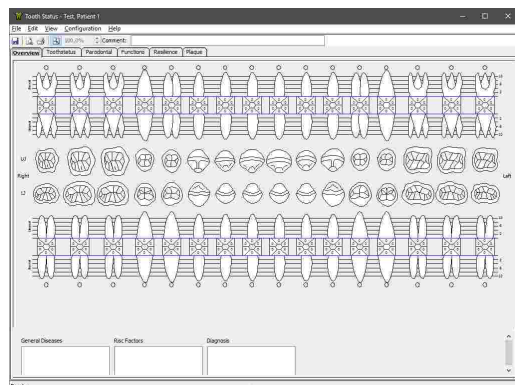 Tooth Status - Test, Patient 1
File Edit View Configuration Help
100,0% Comment:
Overview Toothstatus Parodontal Functions Resilience Plaque
UJ
Right
Left
LJ
General Diseases Risc Factors Diagnosis